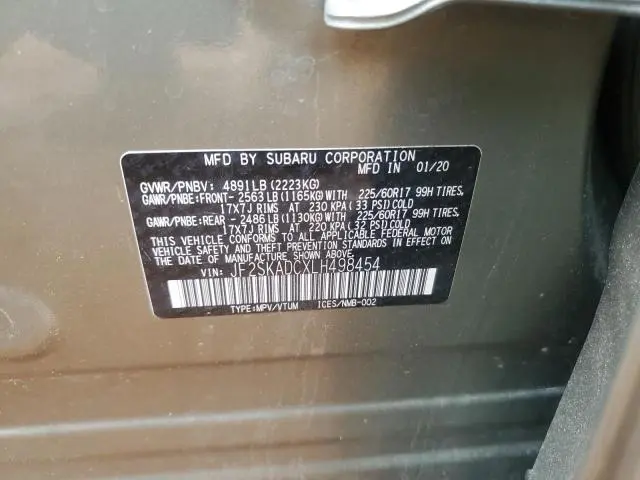 MFD BY SUBARU CORPORATION
MFD IN 01/20
GVWR/PNBV: 4891LB(2223KG)
GAWR/PNBE:FRONT- 2563LB(1165KG)WITH 225/60R17 99H TIRES,
17X7J RIMS AT 230 KPA(33 PSI)COLD
GAWR/PNBE:REAR - 2486LB(1130KG)WITH 225/60R17 99H TIRES,
17X7J RIMS AT 220 KPA(32 PSI)COLD
THIS VEHICLE CONFORMS TO ALL APPLICABLE FEDERAL MOTOR
VEHICLE SAFETY AND THEFT PREVENTION STANDARDS IN EFFECT ON
THE DATE OF MANUFACTURE SHOWN ABOVE.
VIN: JF2SKADCXLH498454
TYPE:MPV/VTUM ICES/NMB-002